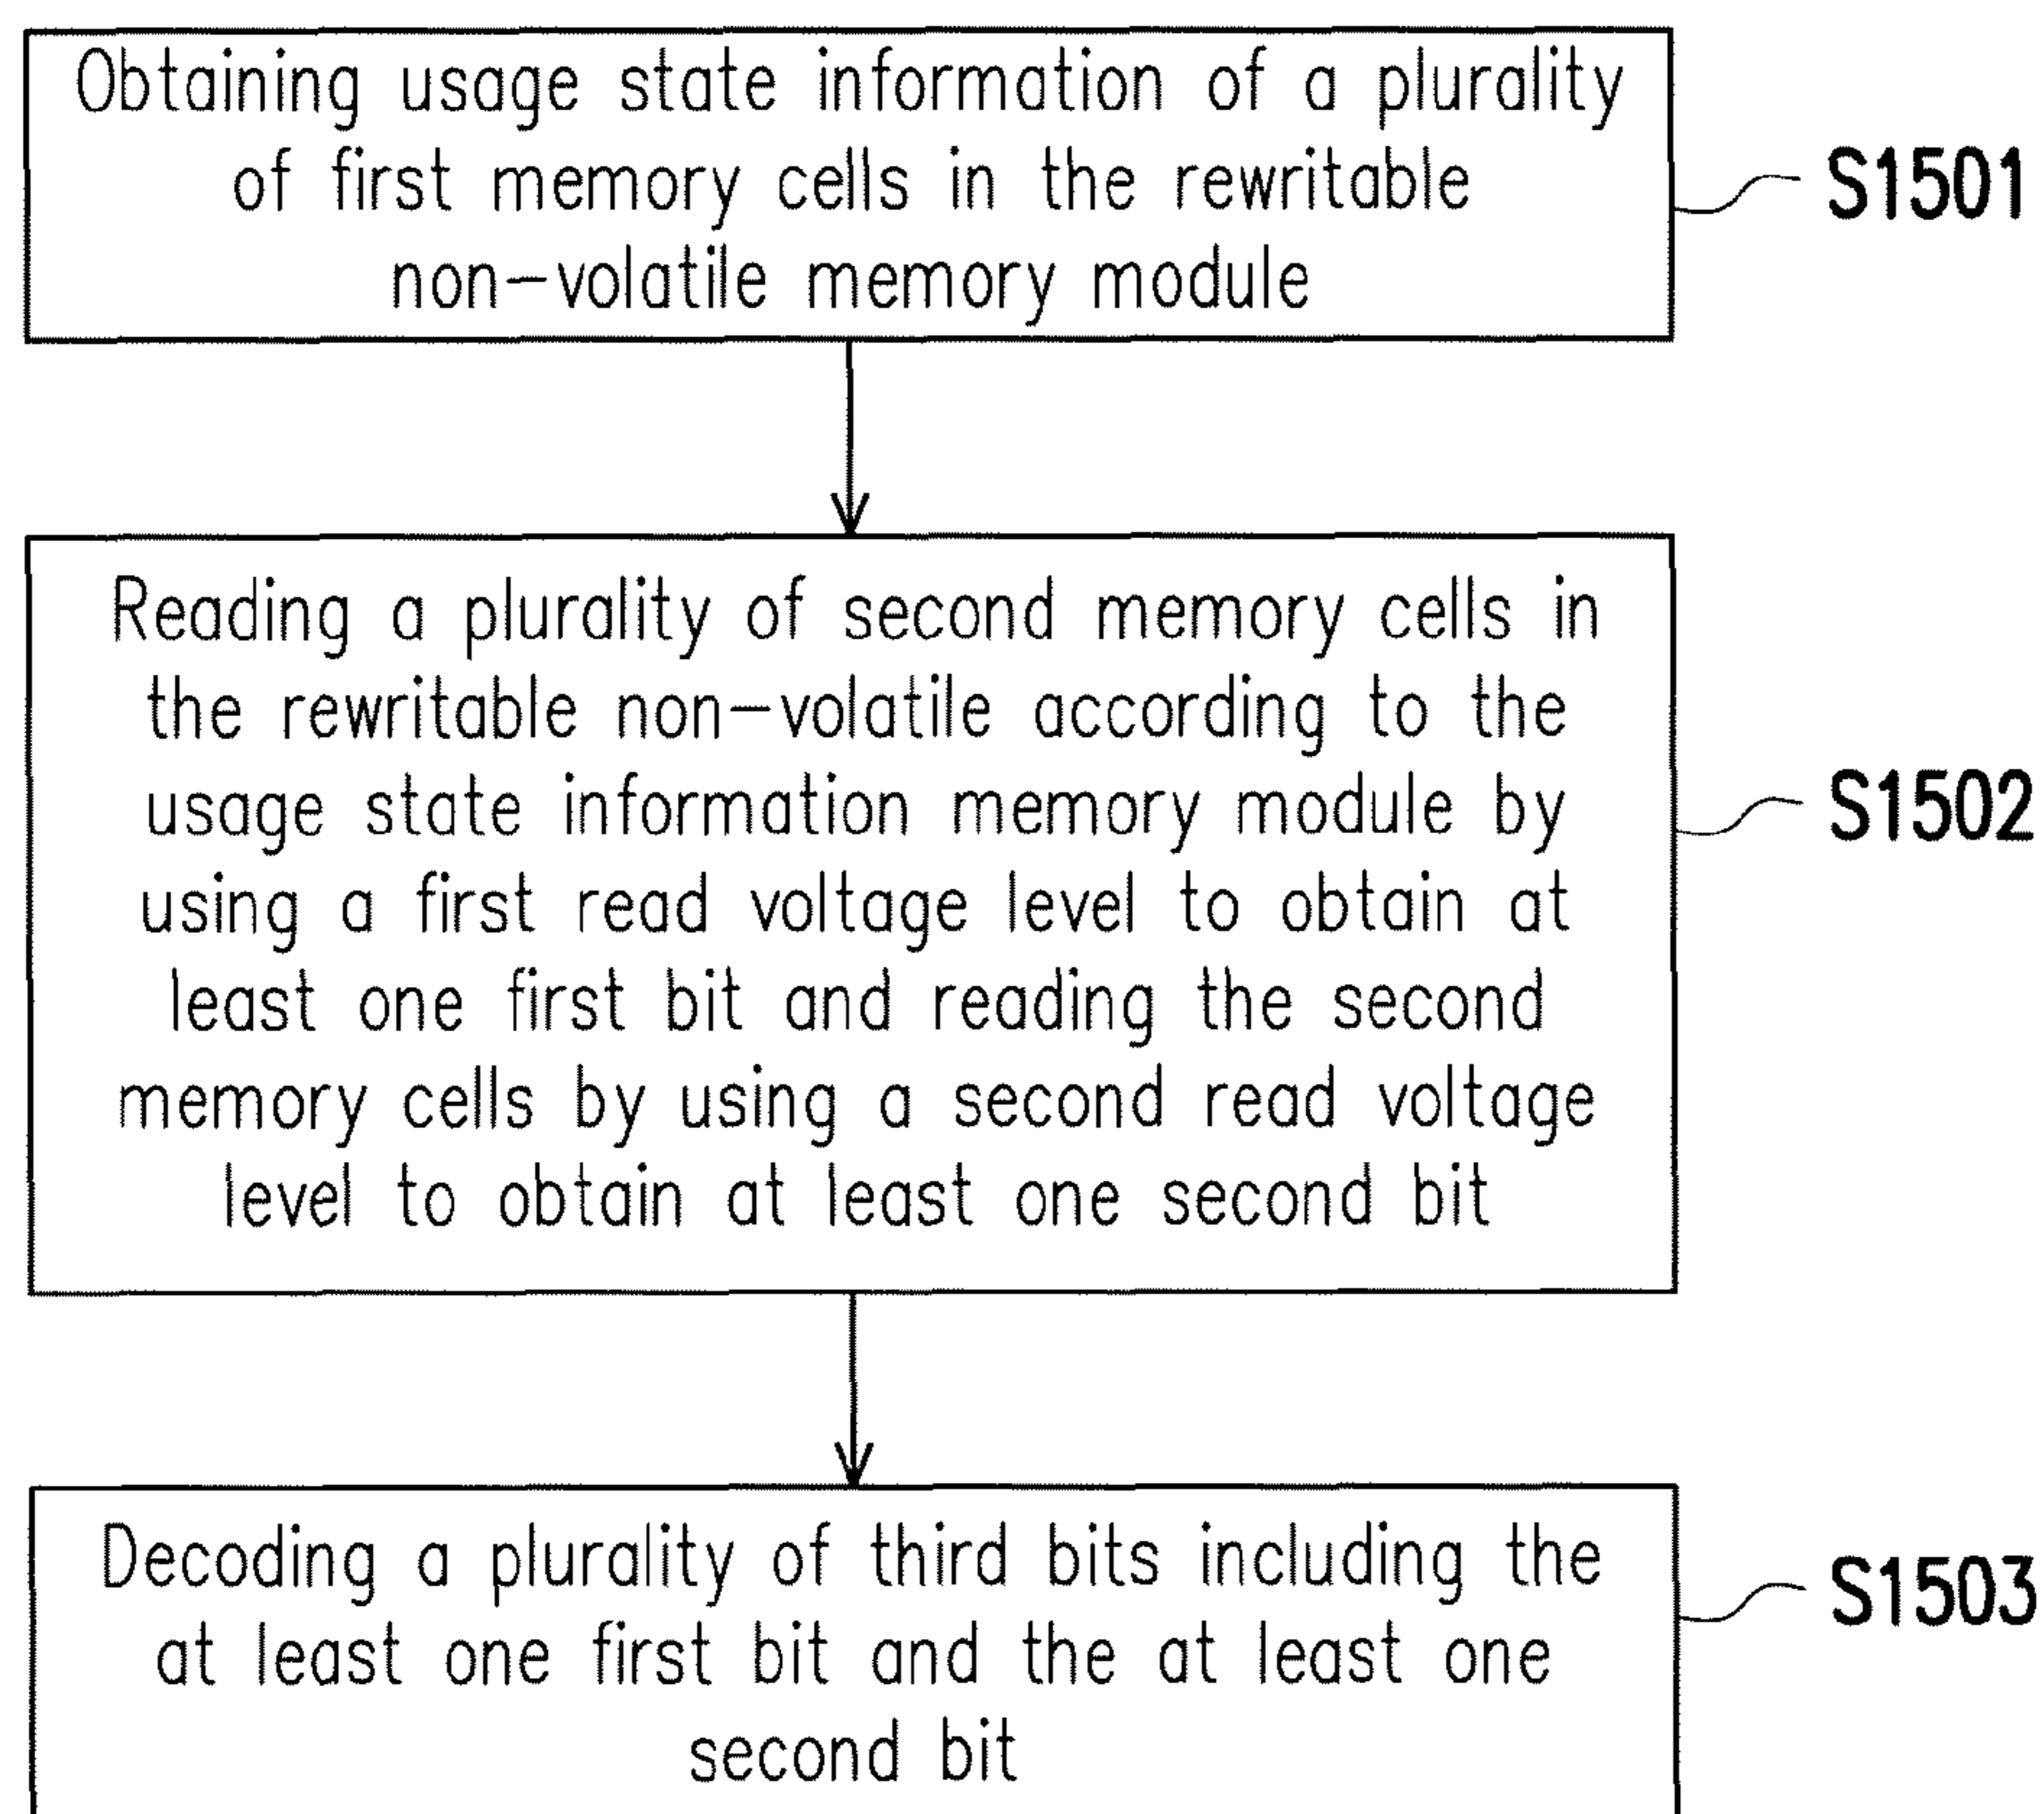 Obtaining usage state information of a plurality
of first memory cells in the rewritable
non-volatile memory module
S1501
Reading a plurality of second memory cells in
the rewritable non-volatile according to the
usage state information memory module by
using a first read voltage level to obtain at
least one first bit and reading the second
memory cells by using a second read voltage
level to obtain at least one second bit
S1502
Decoding a plurality of third bits including the
at least one first bit and the at least one
second bit
S1503